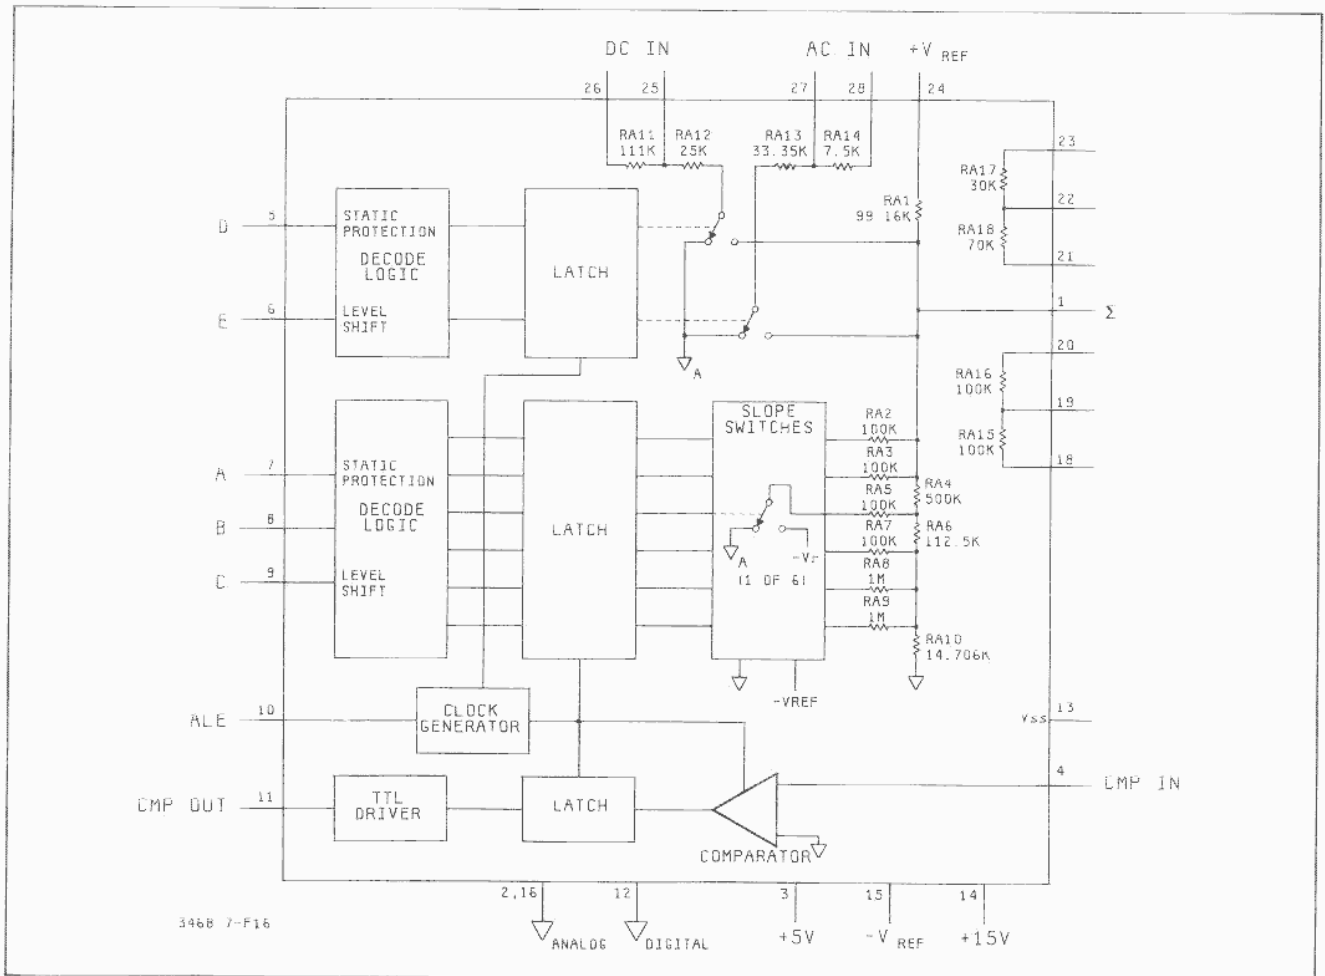 DC IN
AC IN
+V REF
26
25
27
28
24
RA11
111K
RA12
25K
RA13
33.35K
RA14
7.5K
23
RA17
30K
22
RA18
70K
21
RA1
99 16K
D
5
STATIC
PROTECTION
DECODE
LOGIC
LATCH
E
6
LEVEL
SHIFT
1
Σ
A
20
RA16
100K
19
RA15
100K
18
SLOPE
SWITCHES
RA2
100K
RA3
100K
RA4
500K
RA5
100K
RA6
112.5K
RA7
100K
RA8
1M
RA9
1M
RA10
14.706K
A
7
STATIC
PROTECTION
B
8
DECODE
LOGIC
LATCH
C
9
LEVEL
SHIFT
A
-Vr
(1 OF 6)
-VREF
ALE
10
CLOCK
GENERATOR
13
VSS
4
CMP IN
CMP OUT
11
TTL
DRIVER
LATCH
COMPARATOR
2,16
12
3
15
14
ANALOG
DIGITAL
+5V
-V REF
+15V
3468 7-F16